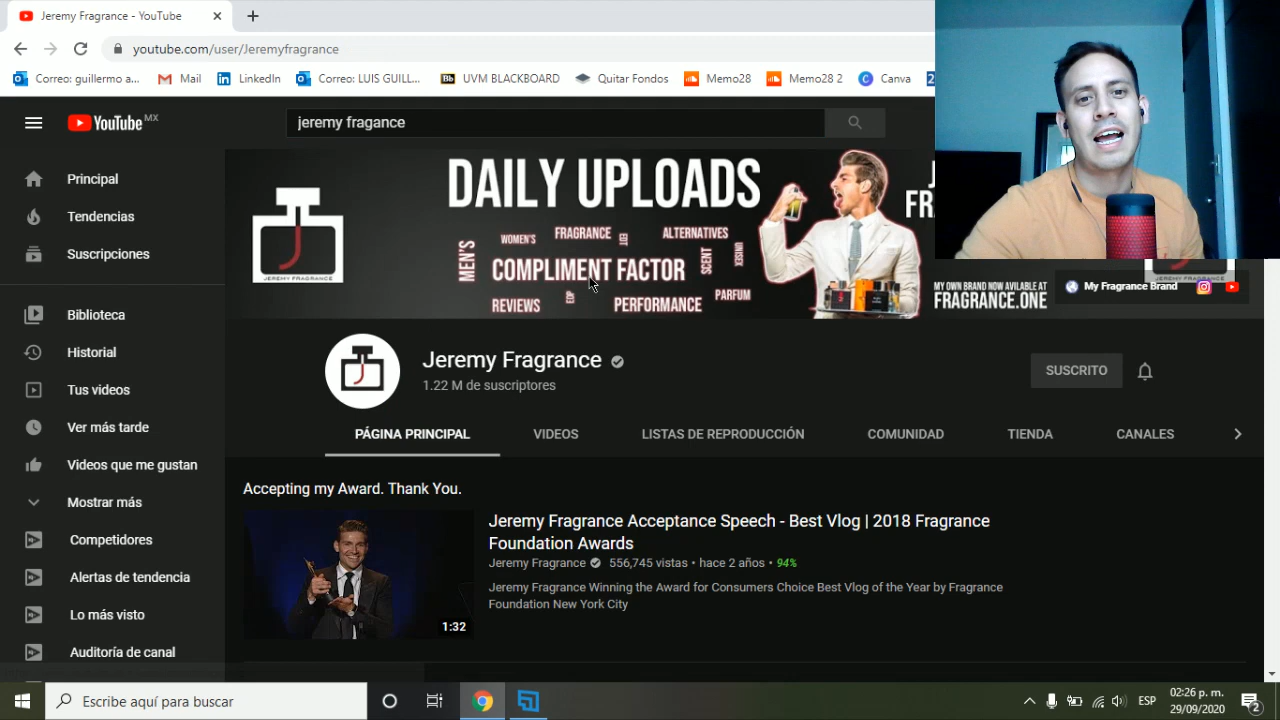 Jeremy Fragrance - YouTube
youtube.com/user/Jeremyfragrance
Correo: guillermo a...
Mail
LinkedIn
Correo: LUIS GUILL...
Bb UVM BLACKBOARD
Quitar Fondos
Memo28
Memo28 2
Canva
YouTube MX
jeremy fragance
Principal
Tendencias
Suscripciones
Biblioteca
Historial
Tus videos
Ver más tarde
Videos que me gustan
Mostrar más
Competidores
Alertas de tendencia
Lo más visto
Auditoría de canal
J
JEREMY FRAGRANCE
DAILY UPLOADS
WOMEN'S
FRAGRANCE
ALTERNATIVES
MEN'S
COMPLIMENT FACTOR
SCENT
UNISEX
REVIEWS
PERFORMANCE
PARFUM
MY OWN BRAND NOW AVAILABLE AT
FRAGRANCE.ONE
My Fragrance Brand
Jeremy Fragrance
1.22 M de suscriptores
SUSCRITO
PÁGINA PRINCIPAL
VIDEOS
LISTAS DE REPRODUCCIÓN
COMUNIDAD
TIENDA
CANALES
Accepting my Award. Thank You.
Jeremy Fragrance Acceptance Speech - Best Vlog | 2018 Fragrance
Foundation Awards
Jeremy Fragrance 556,745 vistas • hace 2 años • 94%
Jeremy Fragrance Winning the Award for Consumers Choice Best Vlog of the Year by Fragrance
Foundation New York City
1:32
Escribe aquí para buscar
ESP
02:26 p. m.
29/09/2020
2